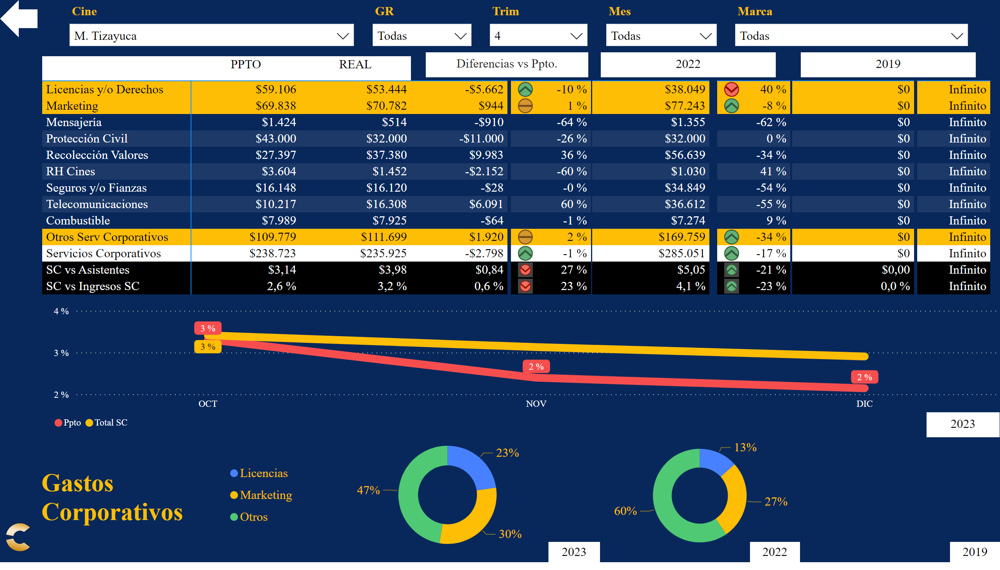 Cine GR Trim Mes Marca
M. Tizayuca Todas 4 Todas Todas
PPTO REAL Diferencias vs Ppto. 2022 2019
Licencias y/o Derechos $59.106 $53.444 -$5.662 -10 % $38.049 40 % $0 Infinito
Marketing $69.838 $70.782 $944 1 % $77.243 -8 % $0 Infinito
Mensajería $1.424 $514 -$910 -64 % $1.355 -62 % $0 Infinito
Protección Civil $43.000 $32.000 -$11.000 -26 % $32.000 0 % $0 Infinito
Recolección Valores $27.397 $37.380 $9.983 36 % $56.639 -34 % $0 Infinito
RH Cines $3.604 $1.452 -$2.152 -60 % $1.030 41 % $0 Infinito
Seguros y/o Fianzas $16.148 $16.120 -$28 -0 % $34.849 -54 % $0 Infinito
Telecomunicaciones $10.217 $16.308 $6.091 60 % $36.612 -55 % $0 Infinito
Combustible $7.989 $7.925 -$64 -1 % $7.274 9 % $0 Infinito
Otros Serv Corporativos $109.779 $111.699 $1.920 2 % $169.759 -34 % $0 Infinito
Servicios Corporativos $238.723 $235.925 -$2.798 -1 % $285.051 -17 % $0 Infinito
SC vs Asistentes $3,14 $3,98 $0,84 27 % $5,05 -21 % $0,00 Infinito
SC vs Ingresos SC 2,6 % 3,2 % 0,6 % 23 % 4,1 % -23 % 0,0 % Infinito
4 %
3 %
3 %
3 %
2 %
2 %
2 %
OCT NOV DIC
Ppto Total SC
2023
Gastos
Corporativos
Licencias
Marketing
Otros
23%
47%
30%
2023
13%
27%
60%
2022
2019